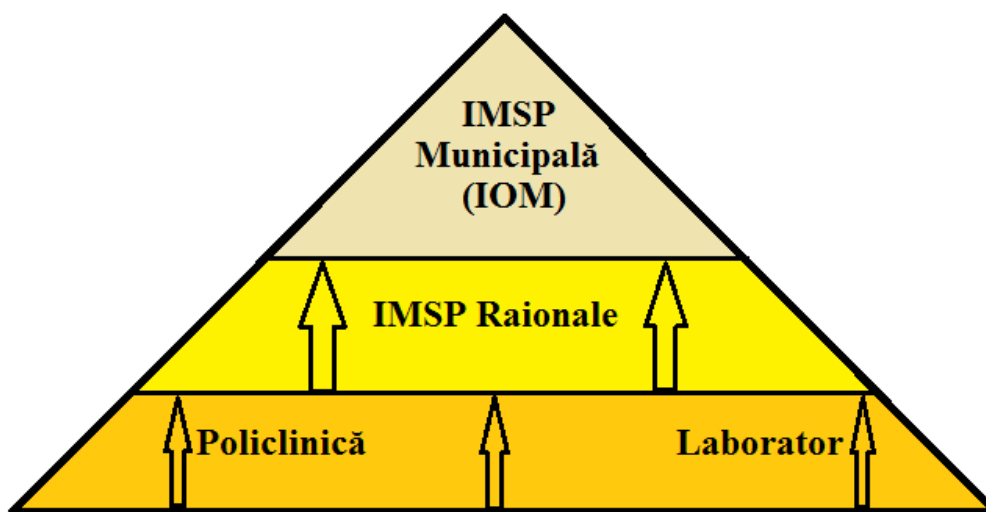 IMSP
Municipală
(IOM)
IMSP Raionale
Policlinică Laborator